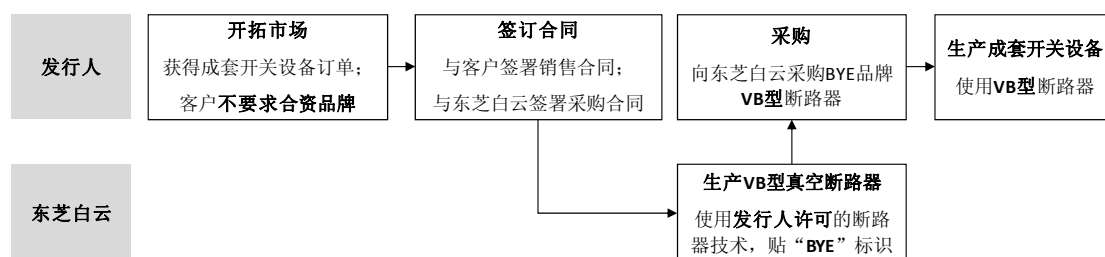 发行人
开拓市场
获得成套开关设备订单；
客户不要求合资品牌
签订合同
与客户签署销售合同；
与东芝白云签署采购合同
采购
向东芝白云采购BYE品牌
VB型断路器
生产成套开关设备
使用VB型断路器
东芝白云
生产VB型真空断路器
使用发行人许可的断路
器技术，贴“BYE”标识